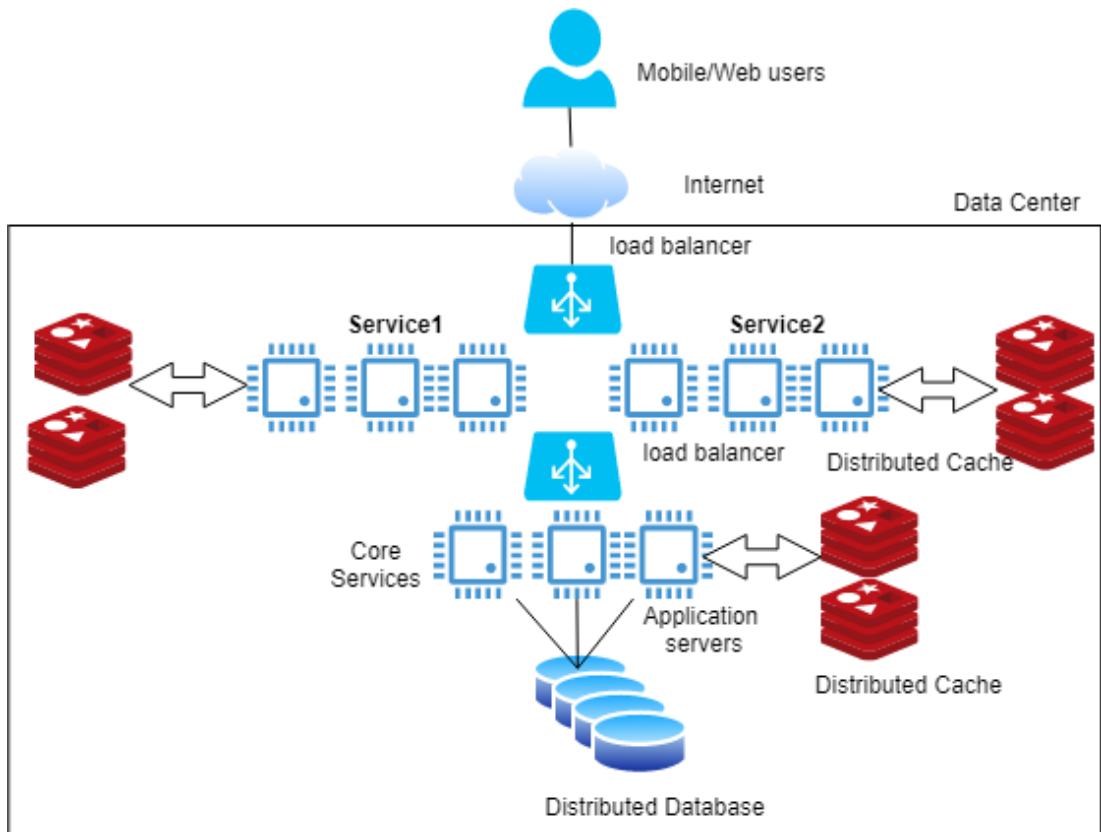 Mobile/Web users
Internet
Data Center
load balancer
Service1
Service2
load balancer
Distributed Cache
Core
Services
Application
servers
Distributed Cache
Distributed Database